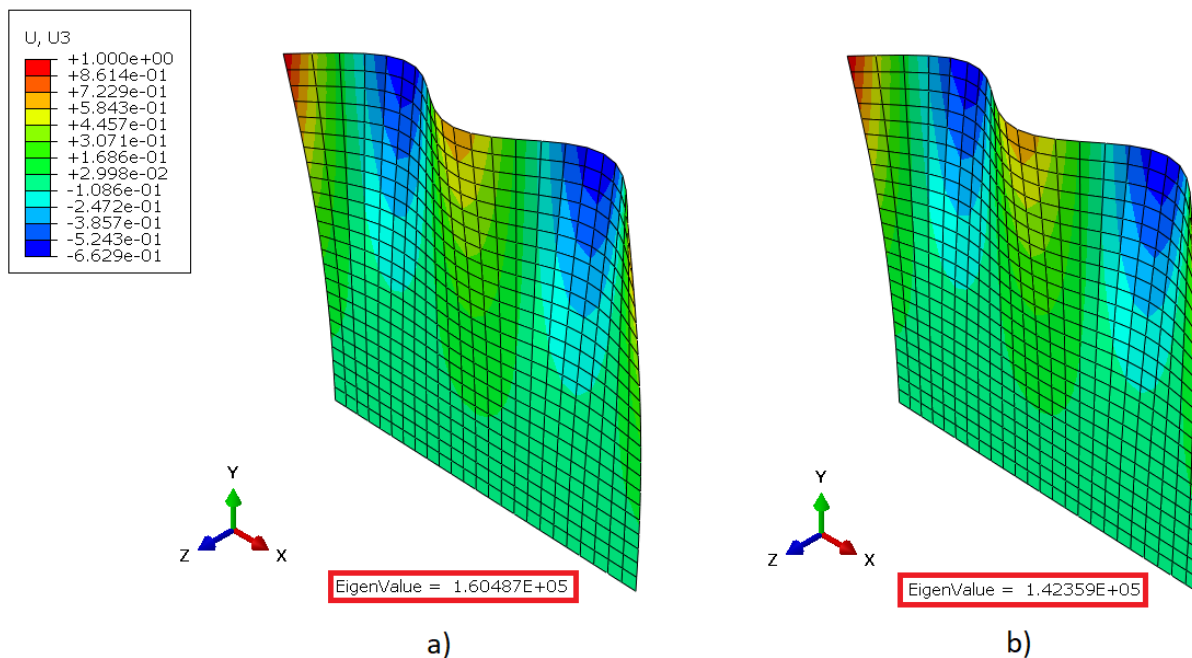 U, U3
+1.000e+00
+8.614e-01
+7.229e-01
+5.843e-01
+4.457e-01
+3.071e-01
+1.686e-01
+2.998e-02
-1.086e-01
-2.472e-01
-3.857e-01
-5.243e-01
-6.629e-01
Y
Z
X
EigenValue = 1.60487E+05
a)
Y
Z
X
EigenValue = 1.42359E+05
b)